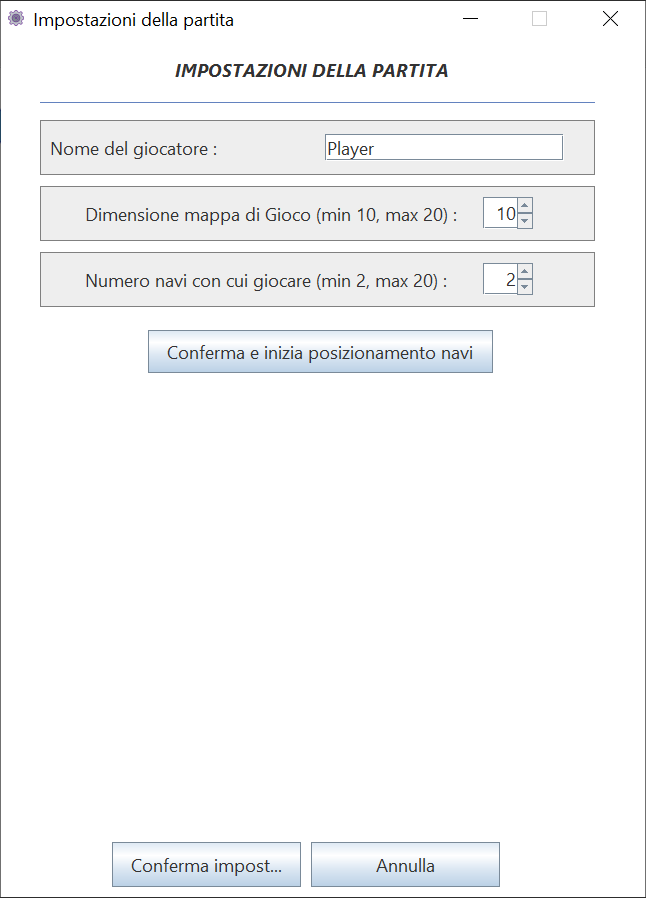 Impostazioni della partita
IMPOSTAZIONI DELLA PARTITA
Nome del giocatore : Player
Dimensione mappa di Gioco (min 10, max 20) : 10
Numero navi con cui giocare (min 2, max 20) : 2
Conferma e inizia posizionamento navi
Conferma impost... Annulla